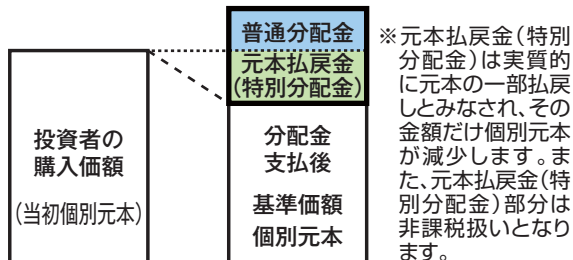 投資者の
購入価額
(当初個別元本)
普通分配金
元本払戻金
(特別分配金)
分配金
支払後
基準価額
個別元本
※元本払戻金(特別
分配金)は実質的
に元本の一部払戻
しとみなされ、その
金額だけ個別元本
が減少します。ま
た、元本払戻金(特
別分配金)部分は
非課税扱いとなり
ます。